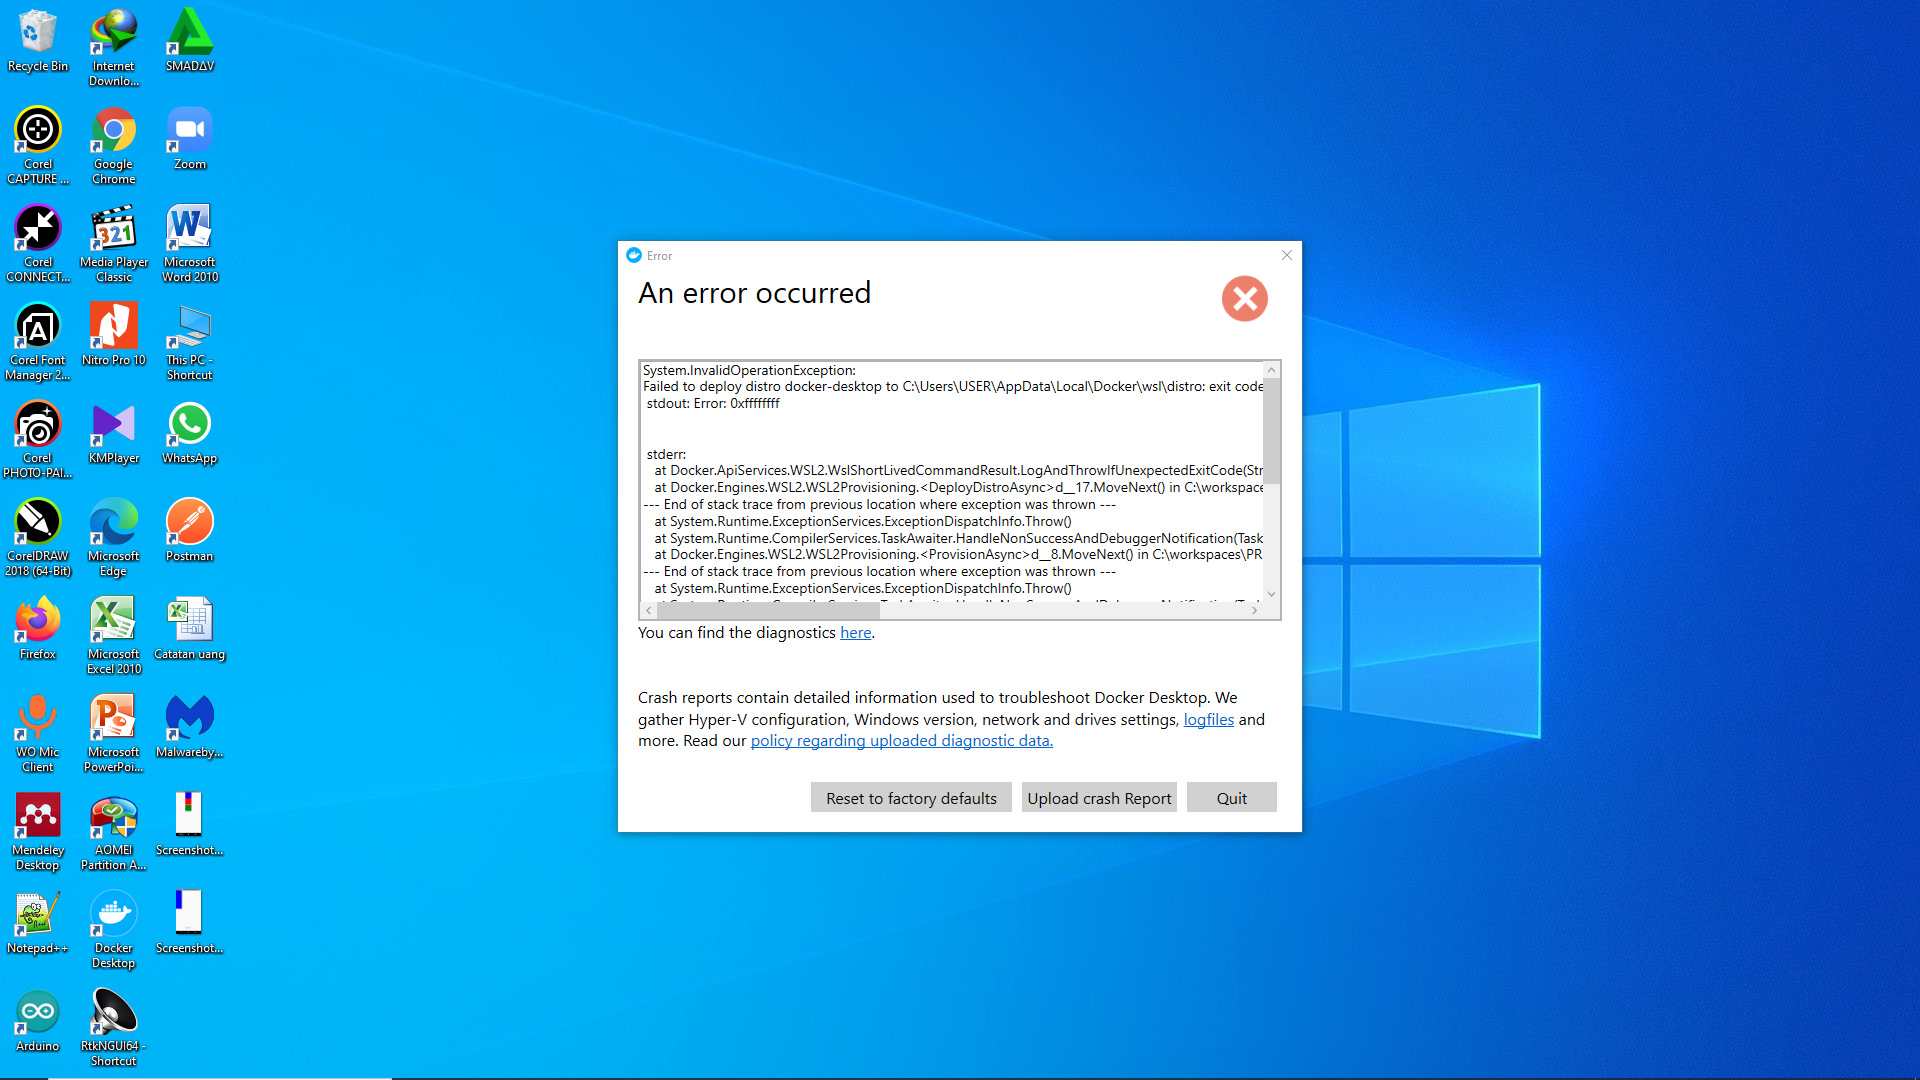 Recycle Bin
Internet
Downlo...
SMADΔV
Corel
CAPTURE ...
Google
Chrome
Zoom
Corel
CONNECT...
Media Player
Classic
Microsoft
Word 2010
Corel Font
Manager 2...
Nitro Pro 10
This PC -
Shortcut
Corel
PHOTO-PAI...
KMPlayer
WhatsApp
CorelDRAW
2018 (64-Bit)
Microsoft
Edge
Postman
Firefox
Microsoft
Excel 2010
Catatan uang
WO Mic
Client
Microsoft
PowerPoi...
Malwareby...
Mendeley
Desktop
AOMEI
Partition A...
Screenshot...
Notepad++
Docker
Desktop
Screenshot...
Arduino
RtkNGUI64 -
Shortcut
Error
An error occurred
System.InvalidOperationException:
Failed to deploy distro docker-desktop to C:\Users\USER\AppData\Local\Docker\wsl\distro: exit code
stdout: Error: 0xffffffff
stderr:
at Docker.ApiServices.WSL2.WslShortLivedCommandResult.LogAndThrowIfUnexpectedExitCode(Str
at Docker.Engines.WSL2.WSL2Provisioning.<DeployDistroAsync>d__17.MoveNext() in C:\workspace
--- End of stack trace from previous location where exception was thrown ---
at System.Runtime.ExceptionServices.ExceptionDispatchInfo.Throw()
at System.Runtime.CompilerServices.TaskAwaiter.HandleNonSuccessAndDebuggerNotification(Task
at Docker.Engines.WSL2.WSL2Provisioning.<ProvisionAsync>d__8.MoveNext() in C:\workspaces\PR
--- End of stack trace from previous location where exception was thrown ---
at System.Runtime.ExceptionServices.ExceptionDispatchInfo.Throw()
You can find the diagnostics here.
Crash reports contain detailed information used to troubleshoot Docker Desktop. We
gather Hyper-V configuration, Windows version, network and drives settings, logfiles and
more. Read our policy regarding uploaded diagnostic data.
Reset to factory defaults
Upload crash Report
Quit